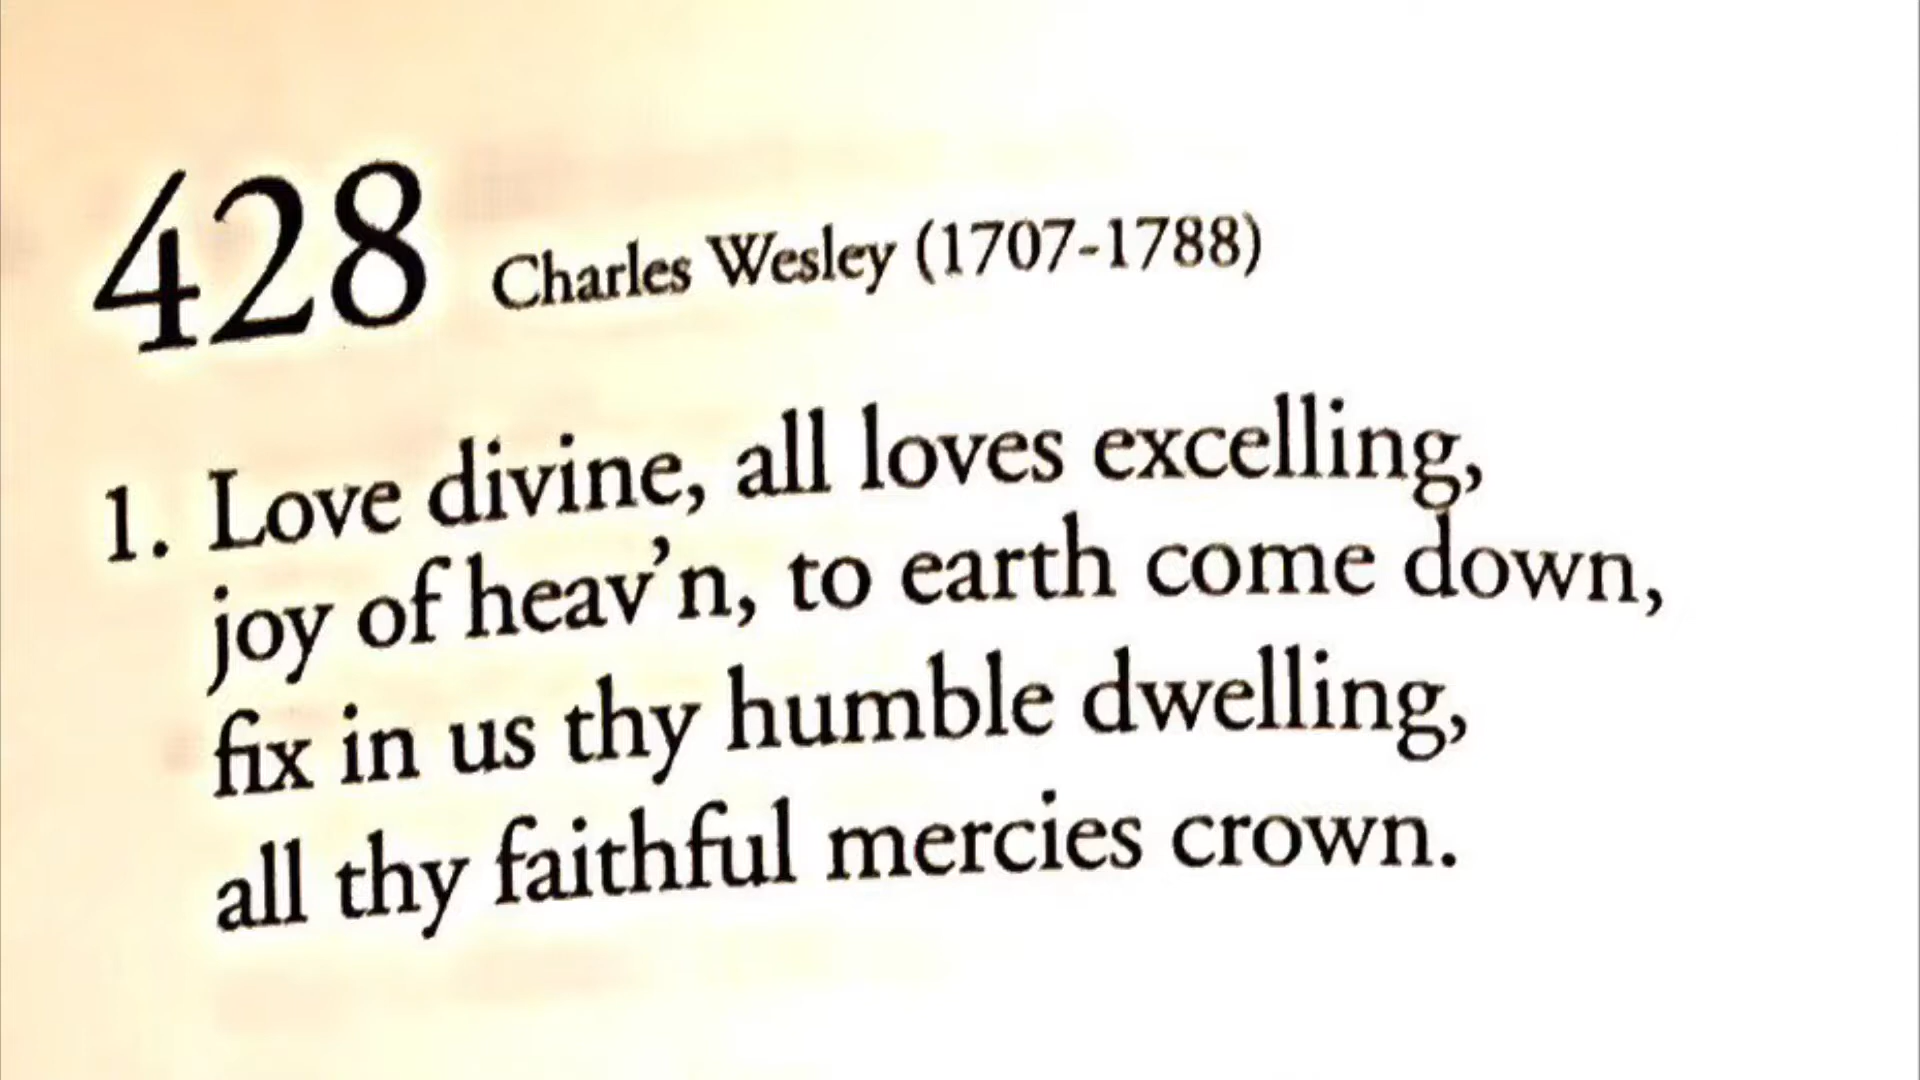 428 Charles Wesley (1707-1788)
1. Love divine, all loves excelling,
joy of heav’n, to earth come down,
fix in us thy humble dwelling,
all thy faithful mercies crown.